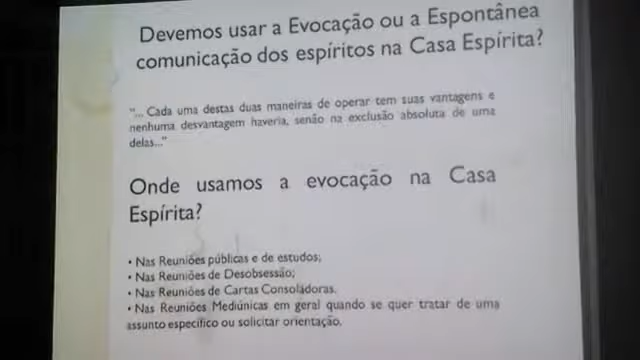 Devemos usar a Evocação ou a Espontânea
comunicação dos espíritos na Casa Espírita?
"... Cada uma destas duas maneiras de operar tem suas vantagens e
nenhuma desvantagem haveria, senão na exclusão absoluta de uma
delas..."
Onde usamos a evocação na Casa
Espírita?
• Nas Reuniões públicas e de estudos;
• Nas Reuniões de Desobsessão;
• Nas Reuniões de Cartas Consoladoras.
• Nas Reuniões Mediúnicas em geral quando se quer tratar de uma
assunto especifico ou solicitar orientação.